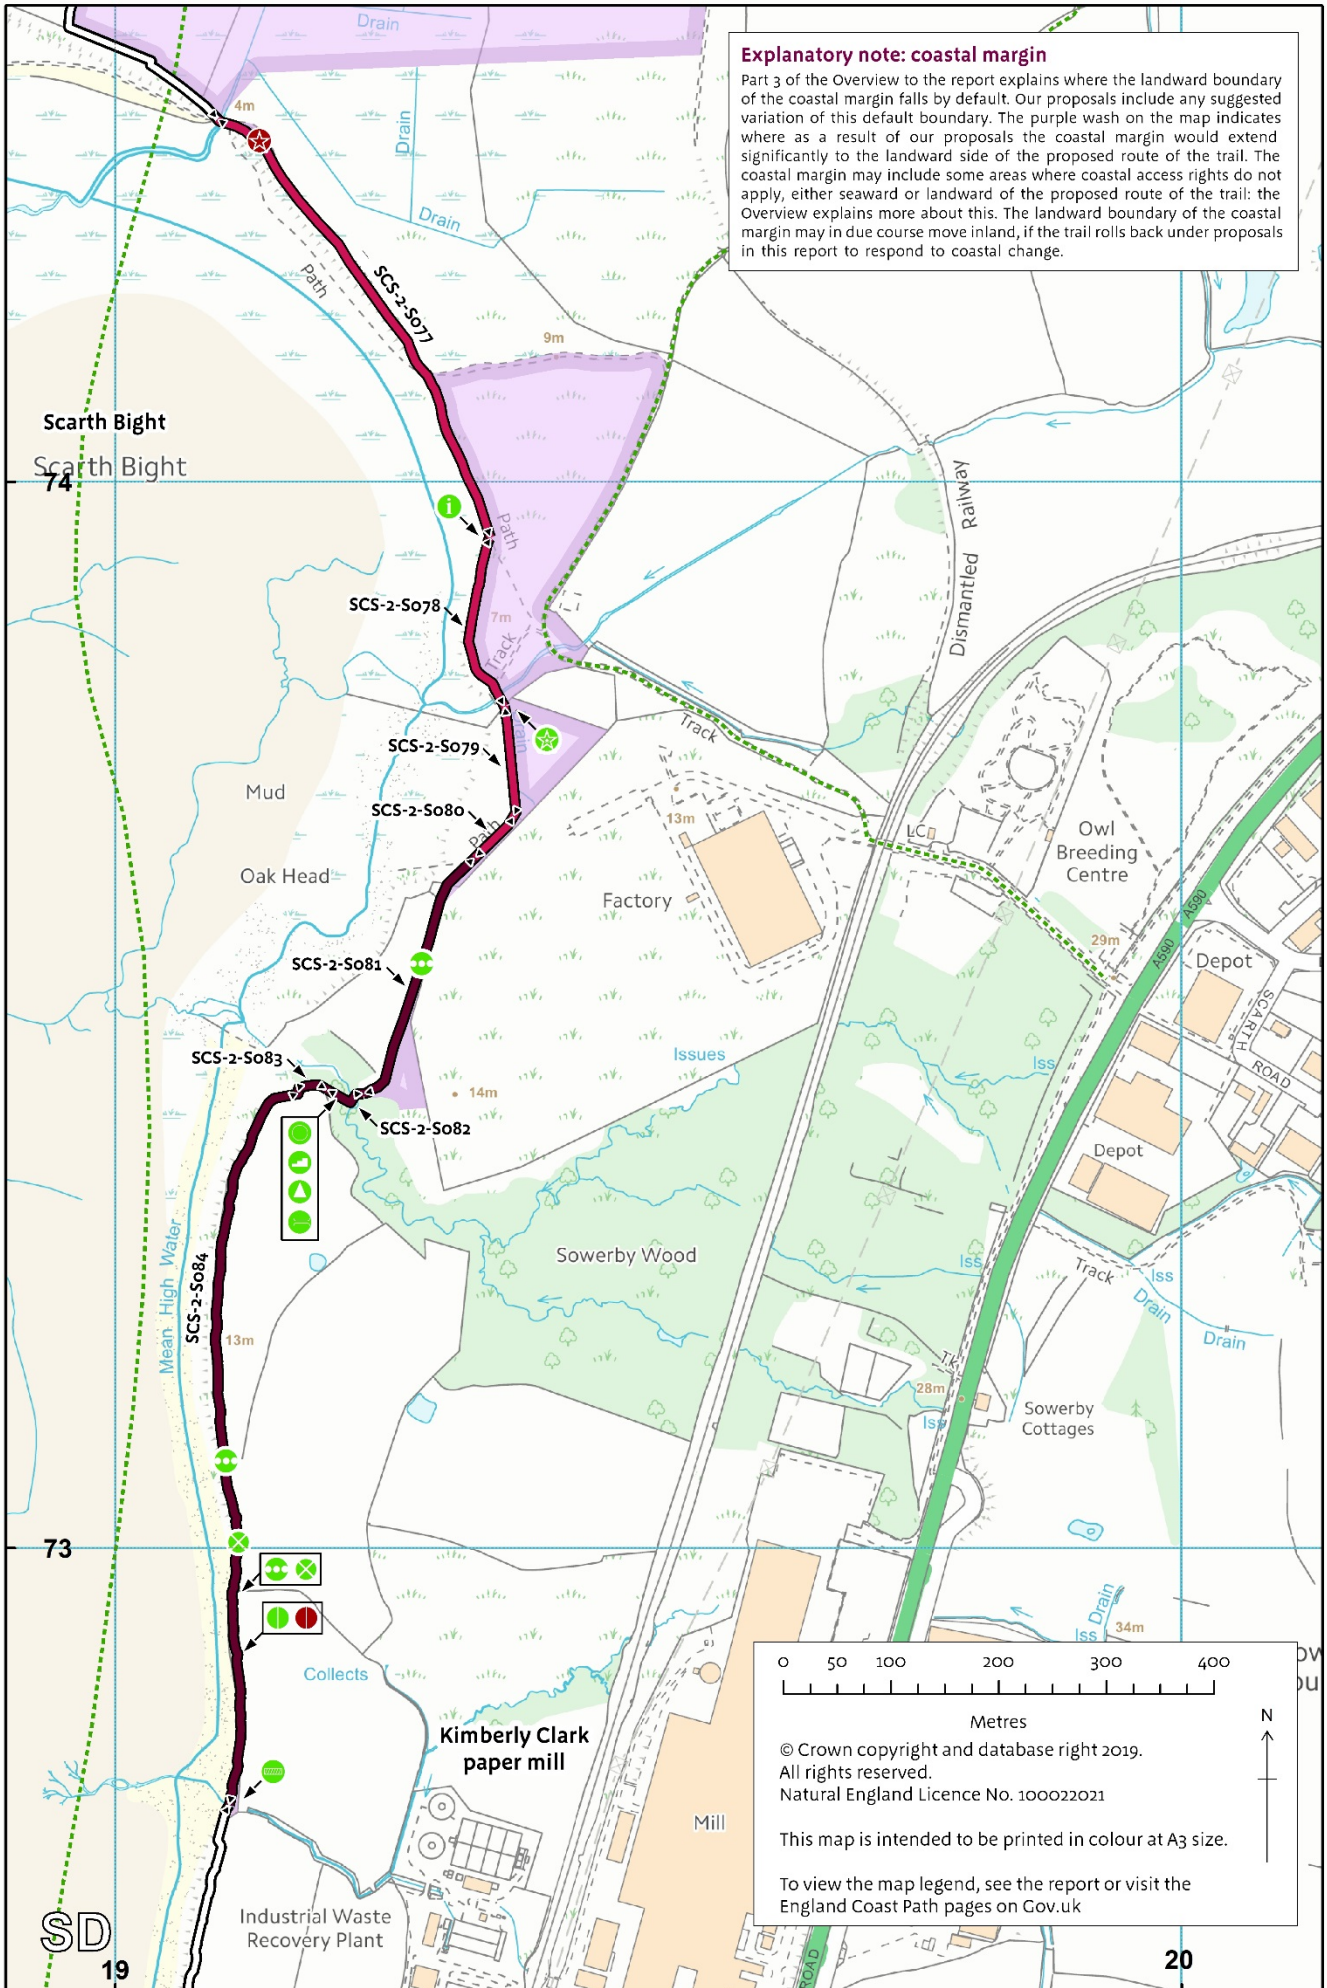 Drain
Explanatory note: coastal margin
Part 3 of the Overview to the report explains where the landward boundary
of the coastal margin falls by default. Our proposals include any suggested
variation of this default boundary. The purple wash on the map indicates
where as a result of our proposals the coastal margin would extend
significantly to the landward side of the proposed route of the trail. The
coastal margin may include some areas where coastal access rights do not
apply, either seaward or landward of the proposed route of the trail: the
Overview explains more about this. The landward boundary of the coastal
margin may in due course move inland, if the trail rolls back under proposals
in this report to respond to coastal change.
4m
Drain
Drain
Path
SCS-2-S077
9m
Scarth Bight
Scarth Bight
74
i
Path
Dismantled Railway
SCS-2-S078
7m
Track
Track
Drain
SCS-2-S079
Mud
SCS-2-S080
Path
13m
LC
Owl
Breeding
Centre
Oak Head
Factory
A590
A590
29m
Depot
SCS-2-S081
SCARTH
ROAD
SCS-2-S083
Issues
Iss
14m
SCS-2-S082
Depot
Mean High Water
SCS-2-S084
Sowerby Wood
Iss
Track
Iss
Drain
Drain
13m
Tk
28m
Iss
Sowerby
Cottages
73
Drain
Iss
34m
Collects
Kimberly Clark
paper mill
Mill
0 50 100 200 300 400
Metres
N
© Crown copyright and database right 2019.
All rights reserved.
Natural England Licence No. 100022021
This map is intended to be printed in colour at A3 size.
To view the map legend, see the report or visit the
England Coast Path pages on Gov.uk
Industrial Waste
Recovery Plant
SD
19
ROAD
20